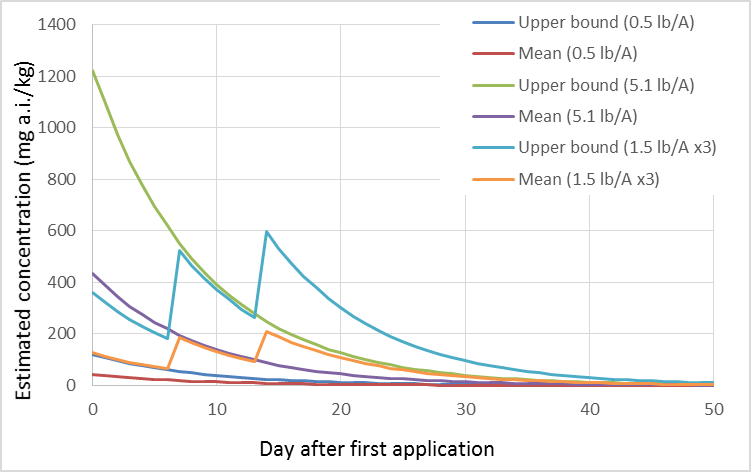 1400
1200
1000
800
600
400
200
0
Estimated concentration (mg a.i./kg)
Upper bound (0.5 lb/A)
Mean (0.5 lb/A)
Upper bound (5.1 lb/A)
Mean (5.1 lb/A)
Upper bound (1.5 lb/A x3)
Mean (1.5 lb/A x3)
0 10 20 30 40 50
Day after first application